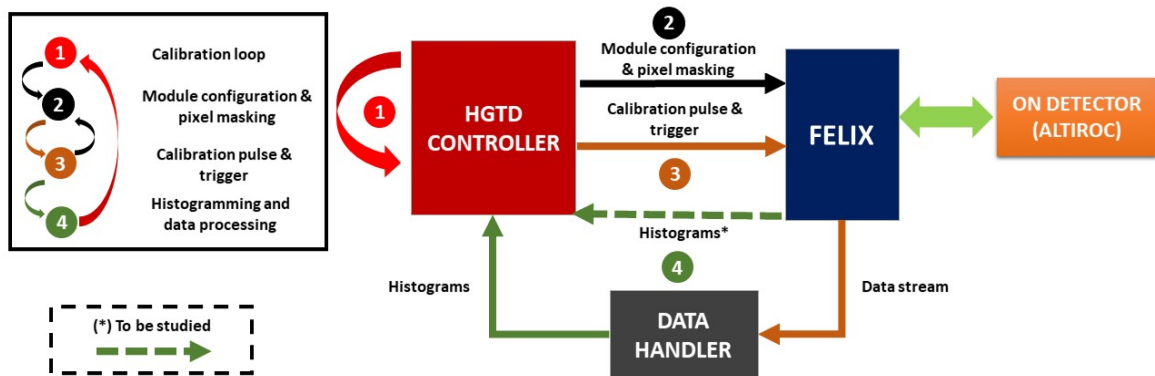 1
Calibration loop
2
Module configuration &
pixel masking
3
Calibration pulse &
trigger
4
Histogramming and
data processing
(*) To be studied
1
HGTD
CONTROLLER
2
Module configuration
& pixel masking
Calibration pulse &
trigger
3
FELIX
ON DETECTOR
(ALTIROC)
Histograms*
4
Histograms
Data stream
DATA
HANDLER